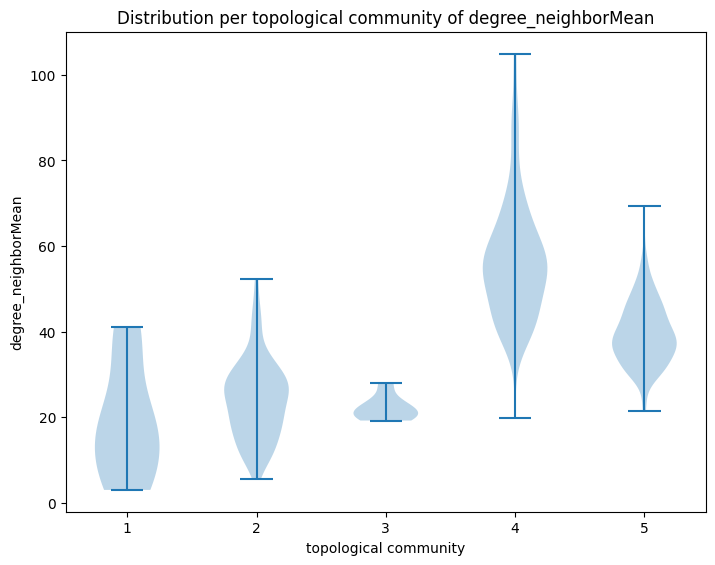 Distribution per topological community of degree_neighborMean
degree_neighborMean
100
80
60
40
20
0
1 2 3 4 5
topological community